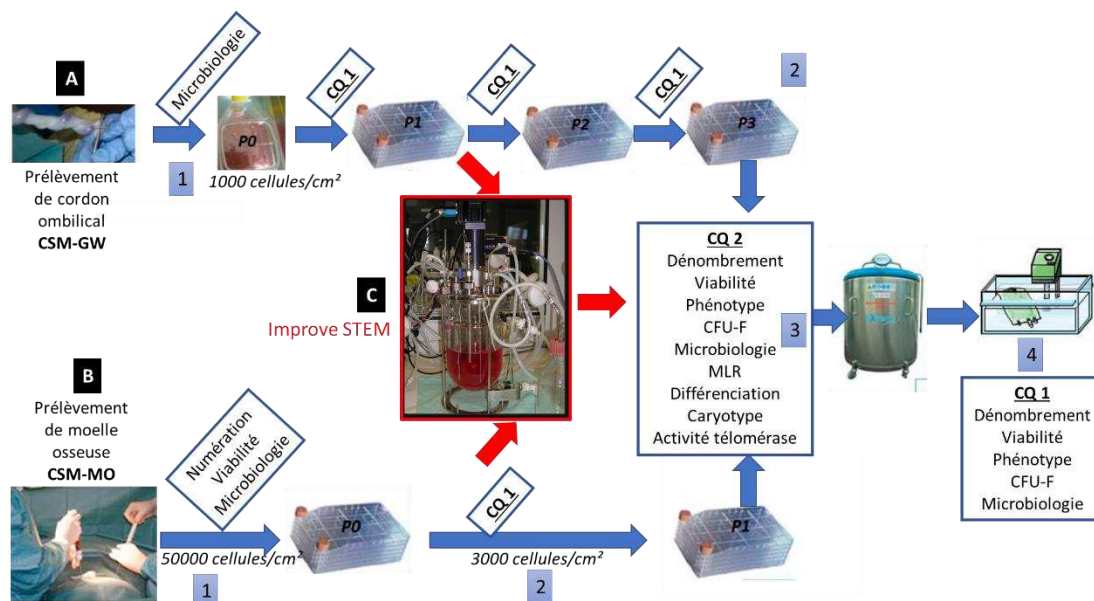 A
Microbiologie
CQ 1
CQ 1
CQ 1
2
P0
P1
P2
P3
1
1000 cellules/cm²
Prélèvement
de cordon
ombilical
CSM-GW
C
Improve STEM
CQ 2
Dénombrement
Viabilité
Phénotype
CFU-F
Microbiologie
MLR
Différenciation
Caryotype
Activité télomérase
3
4
CQ 1
Dénombrement
Viabilité
Phénotype
CFU-F
Microbiologie
B
Prélèvement
de moelle
osseuse
CSM-MO
Numération
Viabilité
Microbiologie
50000 cellules/cm²
1
P0
CQ 1
3000 cellules/cm²
2
P1